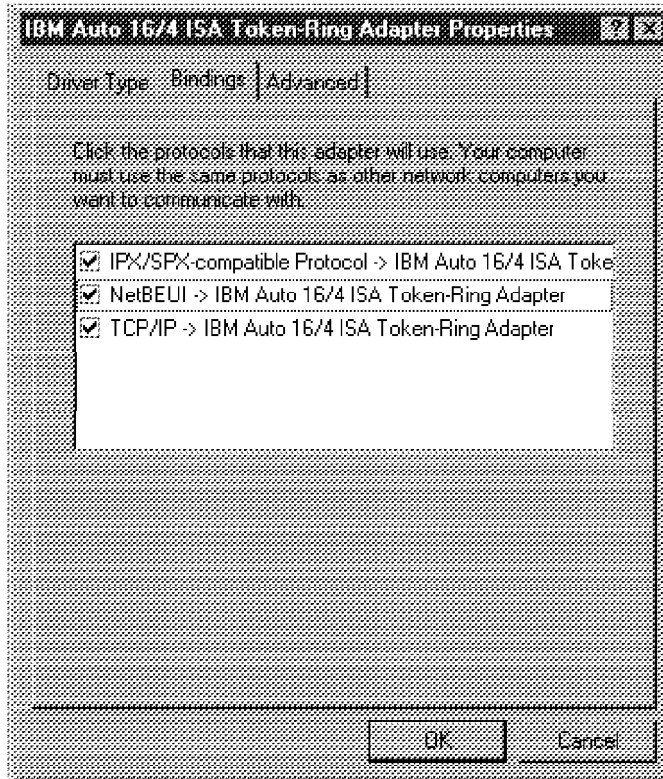 IBM Auto 16/4 ISA Token-Ring Adapter Properties
Driver Type Bindings Advanced
Click the protocols that this adapter will use. Your computer
must use the same protocols as other network computers you
want to communicate with.
IPX/SPX-compatible Protocol -> IBM Auto 16/4 ISA Toke
NetBEUI -> IBM Auto 16/4 ISA Token-Ring Adapter
TCP/IP -> IBM Auto 16/4 ISA Token-Ring Adapter
OK Cancel